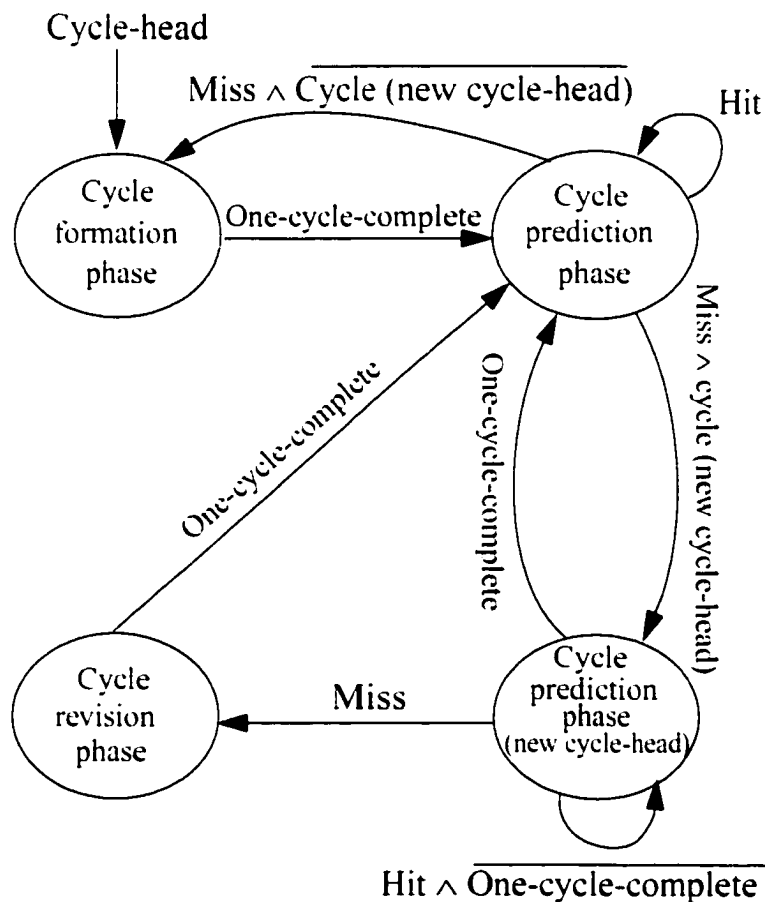 Cycle-head
Miss ∧ Cycle (new cycle-head)
Hit
Cycle
formation
phase
One-cycle-complete
Cycle
prediction
phase
Miss ∧ cycle (new cycle-head)
One-cycle-complete
One-cycle-complete
Cycle
revision
phase
Miss
Cycle
prediction
phase
(new cycle-head)
Hit ∧ One-cycle-complete